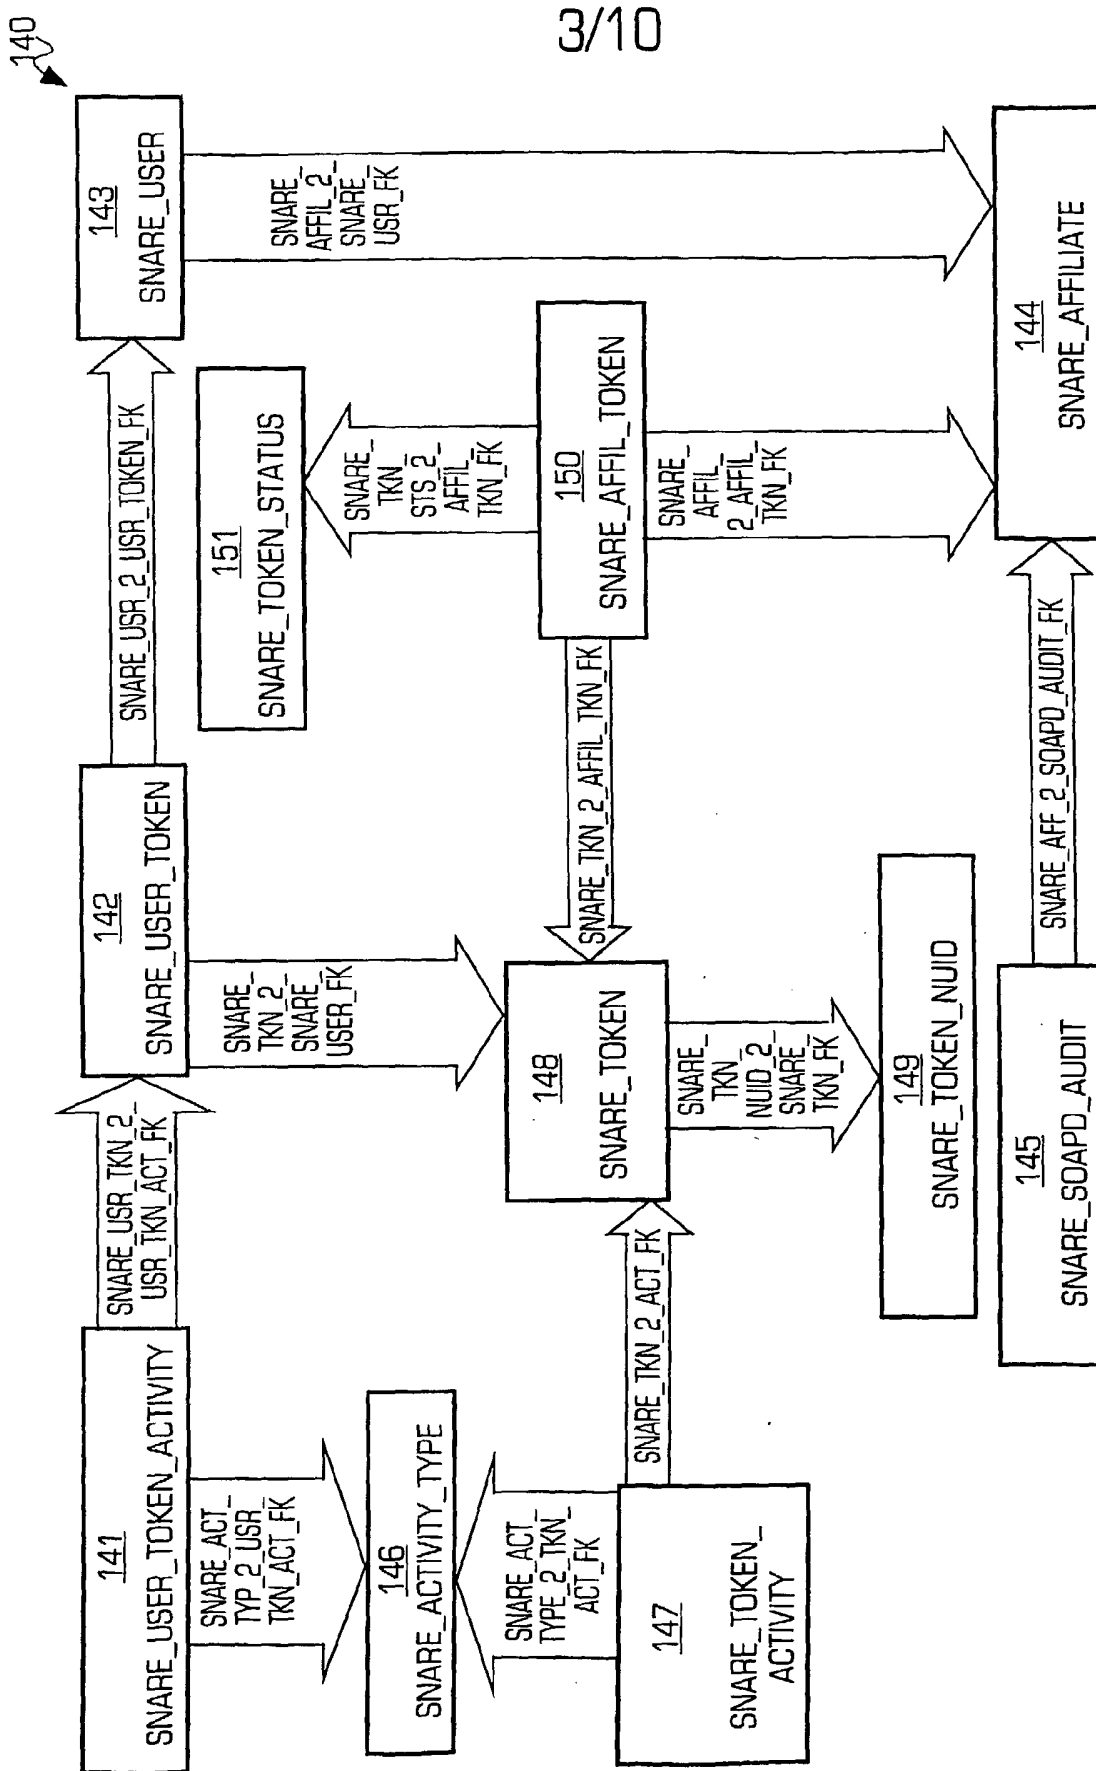 3/10
140
141
SNARE_USER_TOKEN_ACTIVITY
SNARE_USR_TKN_2_
USR_TKN_ACT_FK
142
SNARE_USER_TOKEN
SNARE_USR_2_USR_TOKEN_FK
143
SNARE_USER
SNARE_ACT_
TYP_2_USR_
TKN_ACT_FK
SNARE_
TKN_2_
SNARE_
USER_FK
151
SNARE_TOKEN_STATUS
SNARE_
AFFIL_2_
SNARE_
USR_FK
146
SNARE_ACTIVITY_TYPE
SNARE_
TKN_
STS_2_
AFFIL_
TKN_FK
SNARE_ACT_
TYPE_2_TKN_
ACT_FK
148
SNARE_TOKEN
SNARE_TKN_2_AFFIL_TKN_FK
150
SNARE_AFFIL_TOKEN
147
SNARE_TOKEN_
ACTIVITY
SNARE_TKN_2_ACT_FK
SNARE_
TKN_
NUID_2_
SNARE_
TKN_FK
SNARE_
AFFIL_
2_AFFIL_
TKN_FK
149
SNARE_TOKEN_NUID
145
SNARE_SOAPD_AUDIT
SNARE_AFF_2_SOAPD_AUDIT_FK
144
SNARE_AFFILIATE